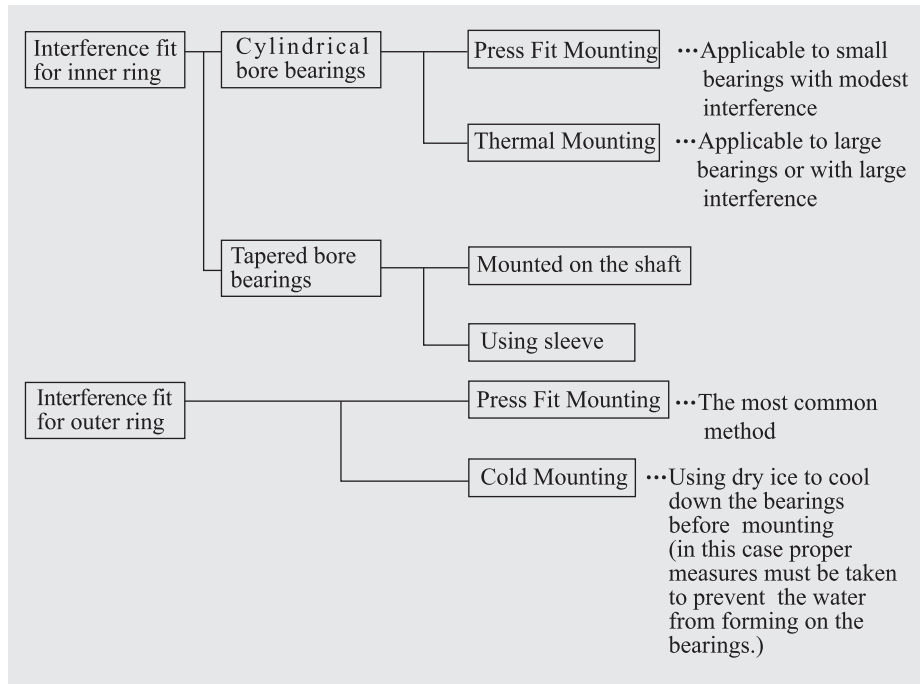 Interference fit
for inner ring
Cylindrical
bore bearings
Press Fit Mounting
···Applicable to small
bearings with modest
interference
Thermal Mounting
···Applicable to large
bearings or with large
interference
Tapered bore
bearings
Mounted on the shaft
Using sleeve
Interference fit
for outer ring
Press Fit Mounting
···The most common
method
Cold Mounting
···Using dry ice to cool
down the bearings
before mounting
(in this case proper
measures must be taken
to prevent the water
from forming on the
bearings.)